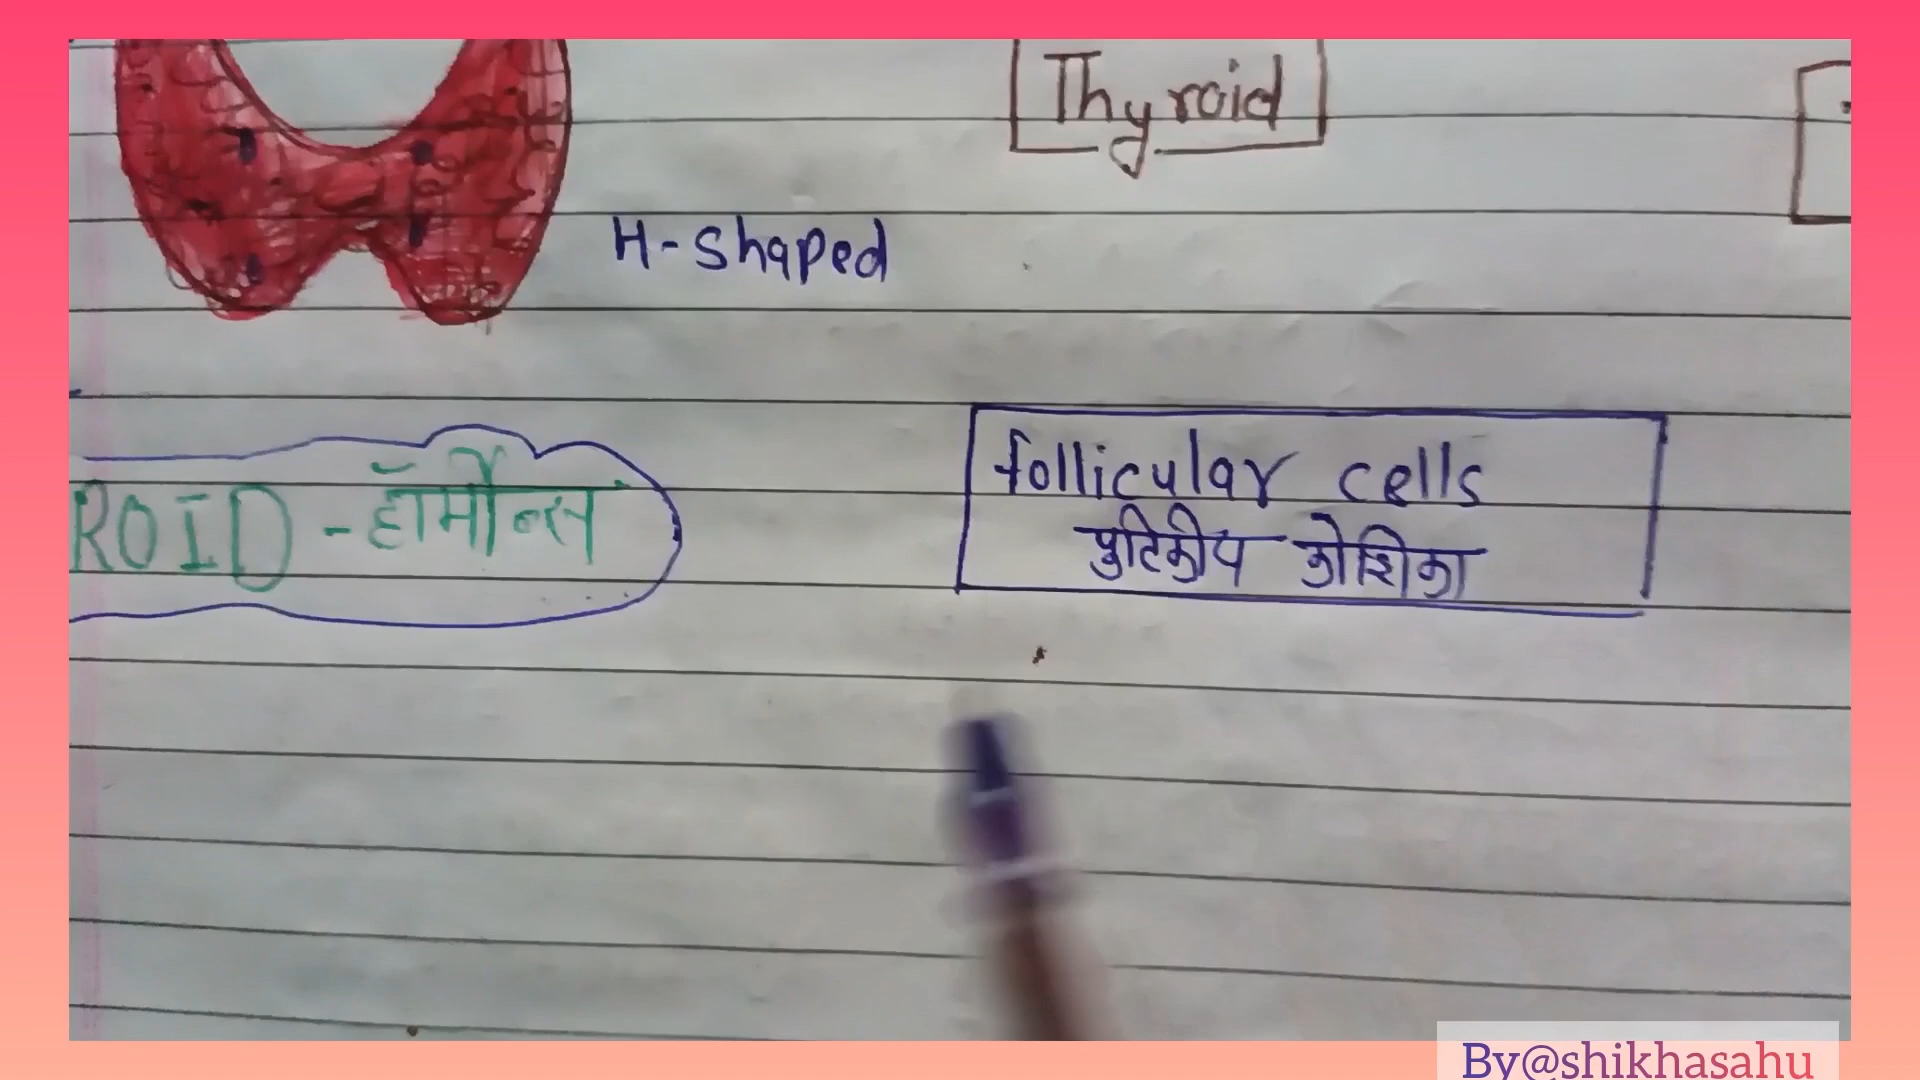 Thyroid
H-shaped
ROID - हॉर्मोन्स
follicular cells
पुटिकीय कोशिका
By@shikhasahu